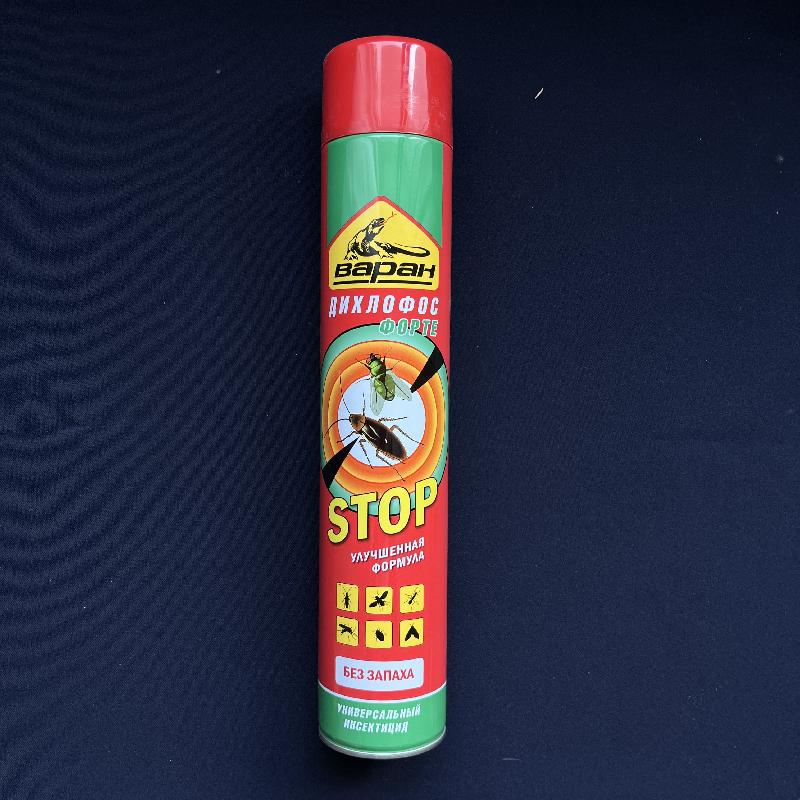 Варан
ДИХЛОФОС
ФОРТЕ
STOP
УЛУЧШЕННАЯ
ФОРМУЛА
БЕЗ ЗАПАХА
УНИВЕРСАЛЬНЫЙ
ИНСЕКТИЦИД